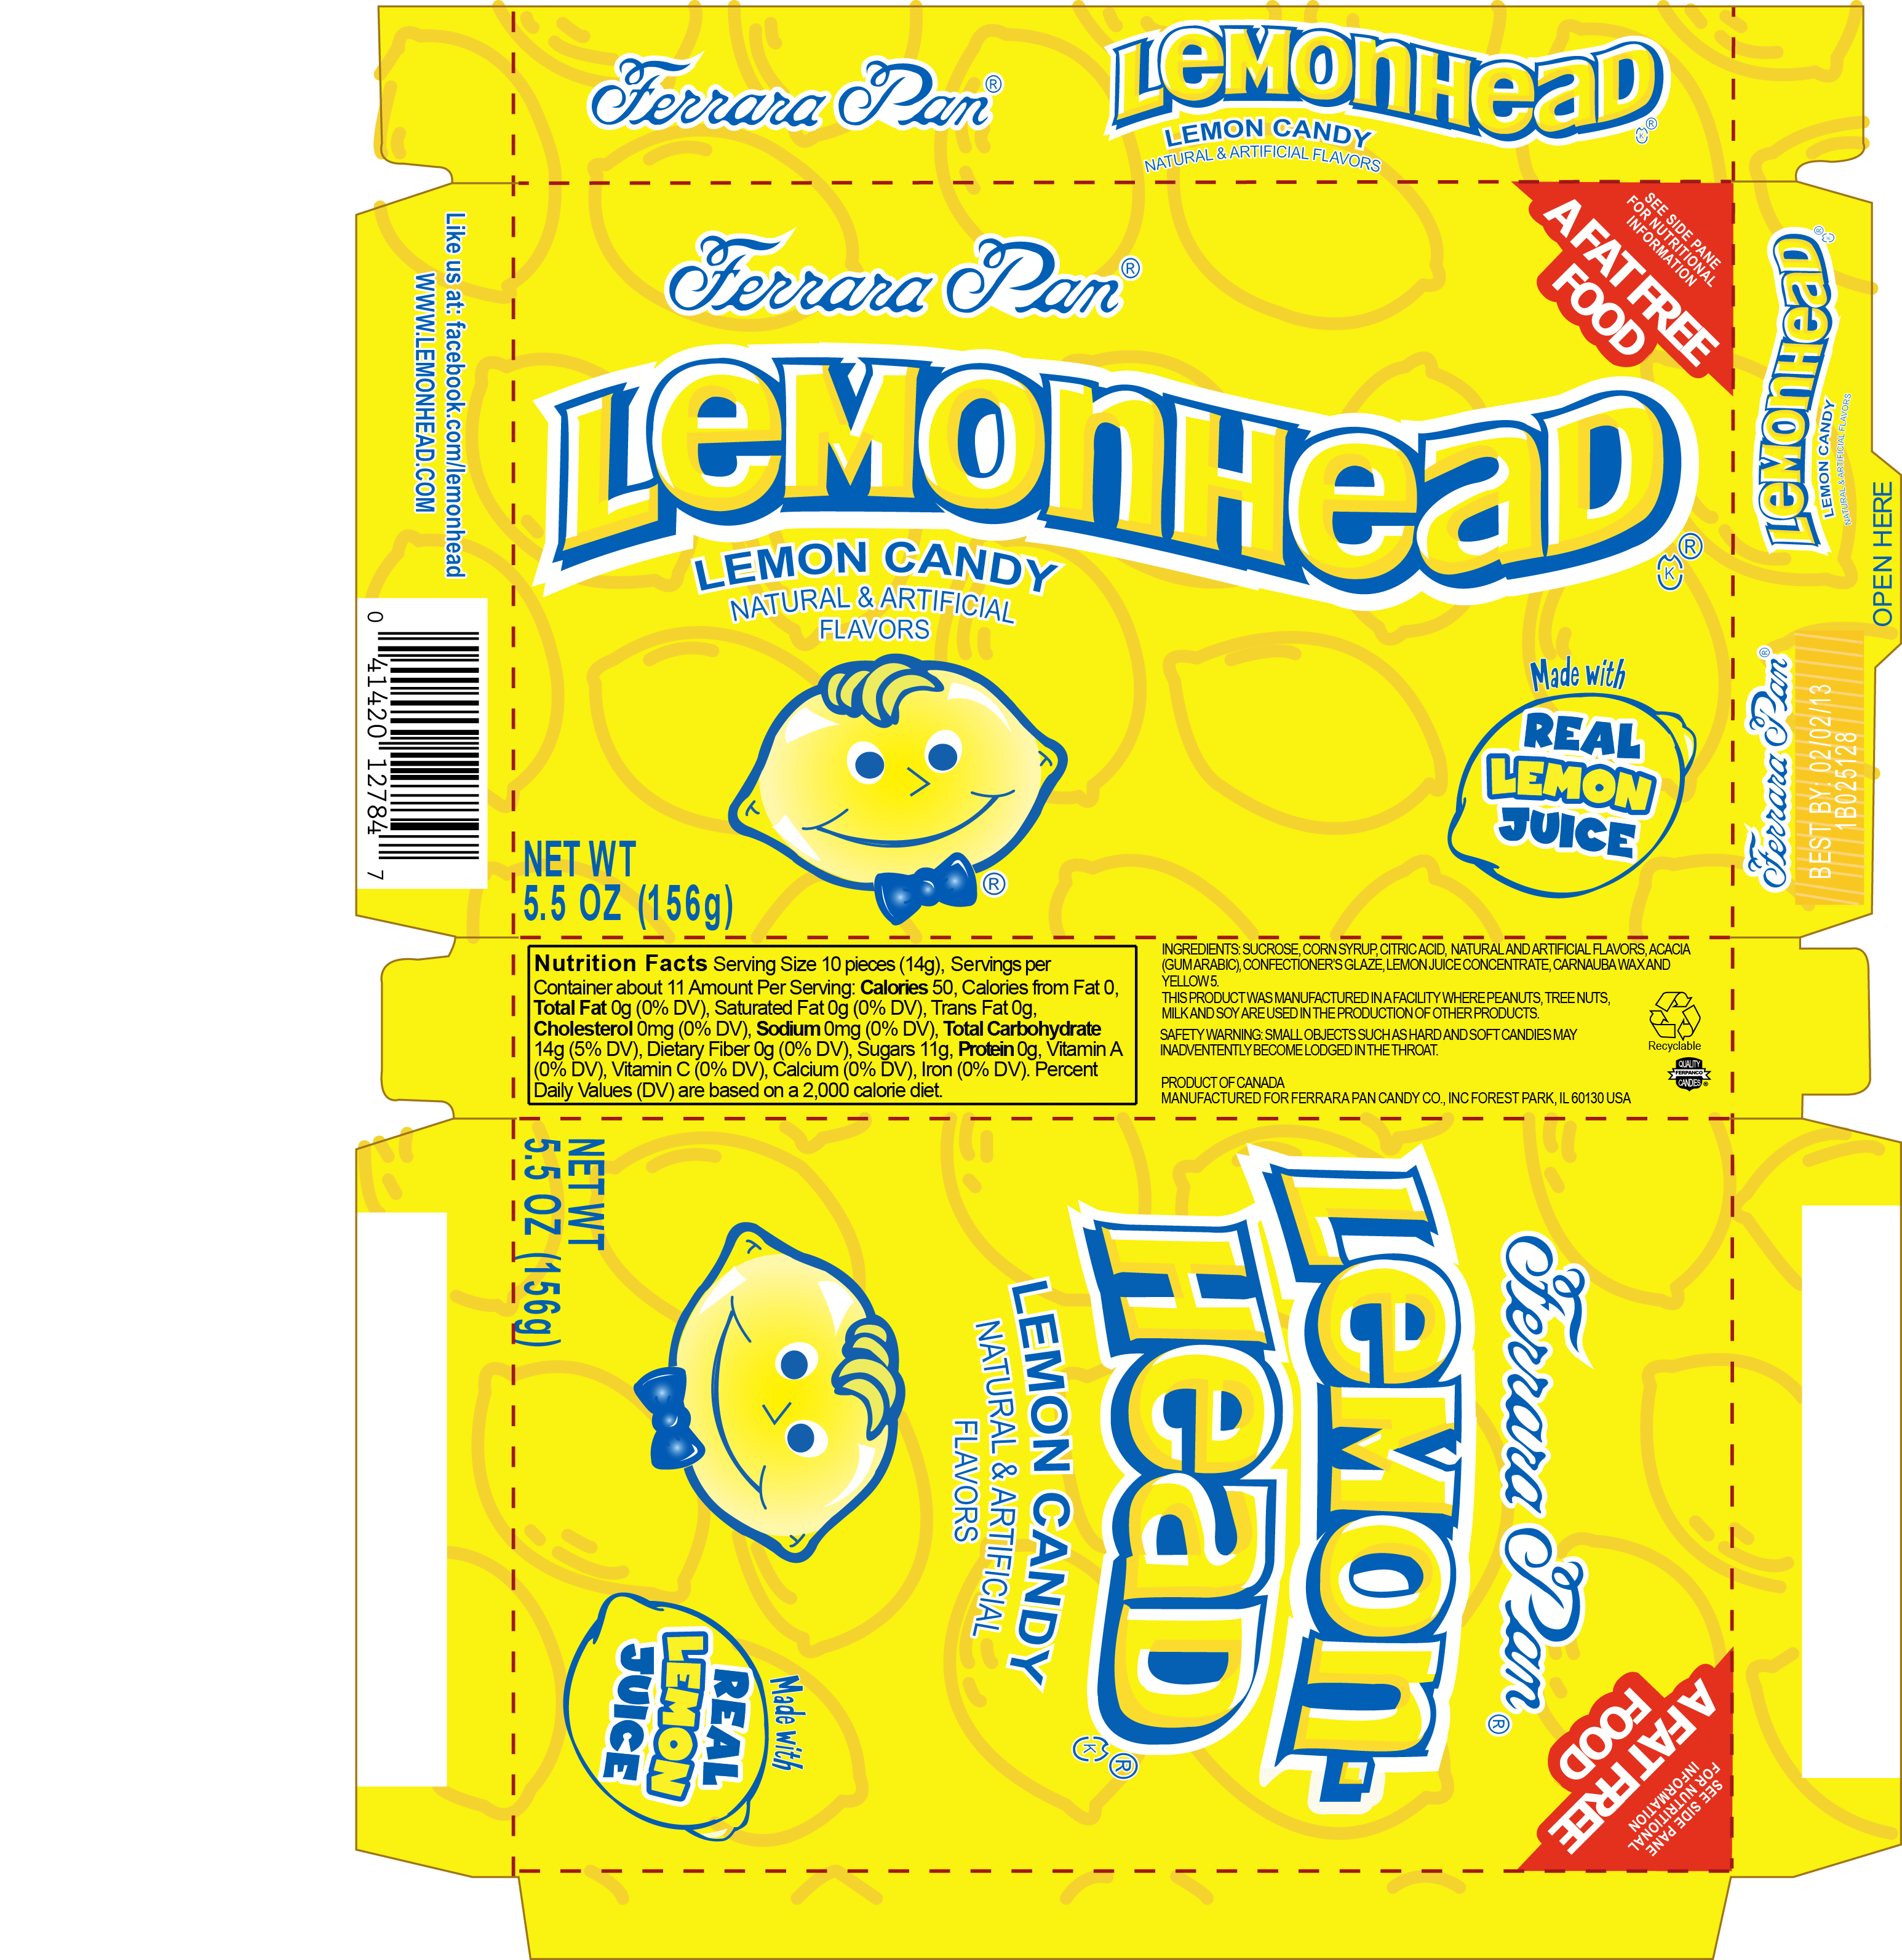 Ferrara Pan®
LEMONHEAD
LEMON CANDY
NATURAL & ARTIFICIAL FLAVORS
K ®
SEE SIDE PANE
FOR NUTRITIONAL
INFORMATION
A FAT FREE
FOOD
Ferrara Pan®
LEMONHEAD
K ®
LEMON CANDY
NATURAL & ARTIFICIAL
FLAVORS
®
Made with
REAL
LEMON
JUICE
NET WT
5.5 OZ (156g)
Like us at: facebook.com/lemonhead
WWW.LEMONHEAD.COM
0 41420 12784 7
LEMONHEAD
K ®
LEMON CANDY
NATURAL & ARTIFICIAL FLAVORS
OPEN HERE
Ferrara Pan®
BEST BY: 02/02/13
1B025128
Nutrition Facts Serving Size 10 pieces (14g), Servings per
Container about 11 Amount Per Serving: Calories 50, Calories from Fat 0,
Total Fat 0g (0% DV), Saturated Fat 0g (0% DV), Trans Fat 0g,
Cholesterol 0mg (0% DV), Sodium 0mg (0% DV), Total Carbohydrate
14g (5% DV), Dietary Fiber 0g (0% DV), Sugars 11g, Protein 0g, Vitamin A
(0% DV), Vitamin C (0% DV), Calcium (0% DV), Iron (0% DV). Percent
Daily Values (DV) are based on a 2,000 calorie diet.
INGREDIENTS: SUCROSE, CORN SYRUP, CITRIC ACID, NATURAL AND ARTIFICIAL FLAVORS, ACACIA
(GUM ARABIC), CONFECTIONER'S GLAZE, LEMON JUICE CONCENTRATE, CARNAUBA WAX AND
YELLOW 5.
THIS PRODUCT WAS MANUFACTURED IN A FACILITY WHERE PEANUTS, TREE NUTS,
MILK AND SOY ARE USED IN THE PRODUCTION OF OTHER PRODUCTS.
SAFETY WARNING: SMALL OBJECTS SUCH AS HARD AND SOFT CANDIES MAY
INADVENTENTLY BECOME LODGED IN THE THROAT.
PRODUCT OF CANADA
MANUFACTURED FOR FERRARA PAN CANDY CO., INC FOREST PARK, IL 60130 USA
Recyclable
QUALITY
FERPANCO
CANDIES ®
Ferrara Pan®
LEMON-
HEAD
K ®
LEMON CANDY
NATURAL & ARTIFICIAL
FLAVORS
Made with
REAL
LEMON
JUICE
NET WT
5.5 OZ (156g)
A FAT FREE
FOOD
SEE SIDE PANE
FOR NUTRITIONAL
INFORMATION